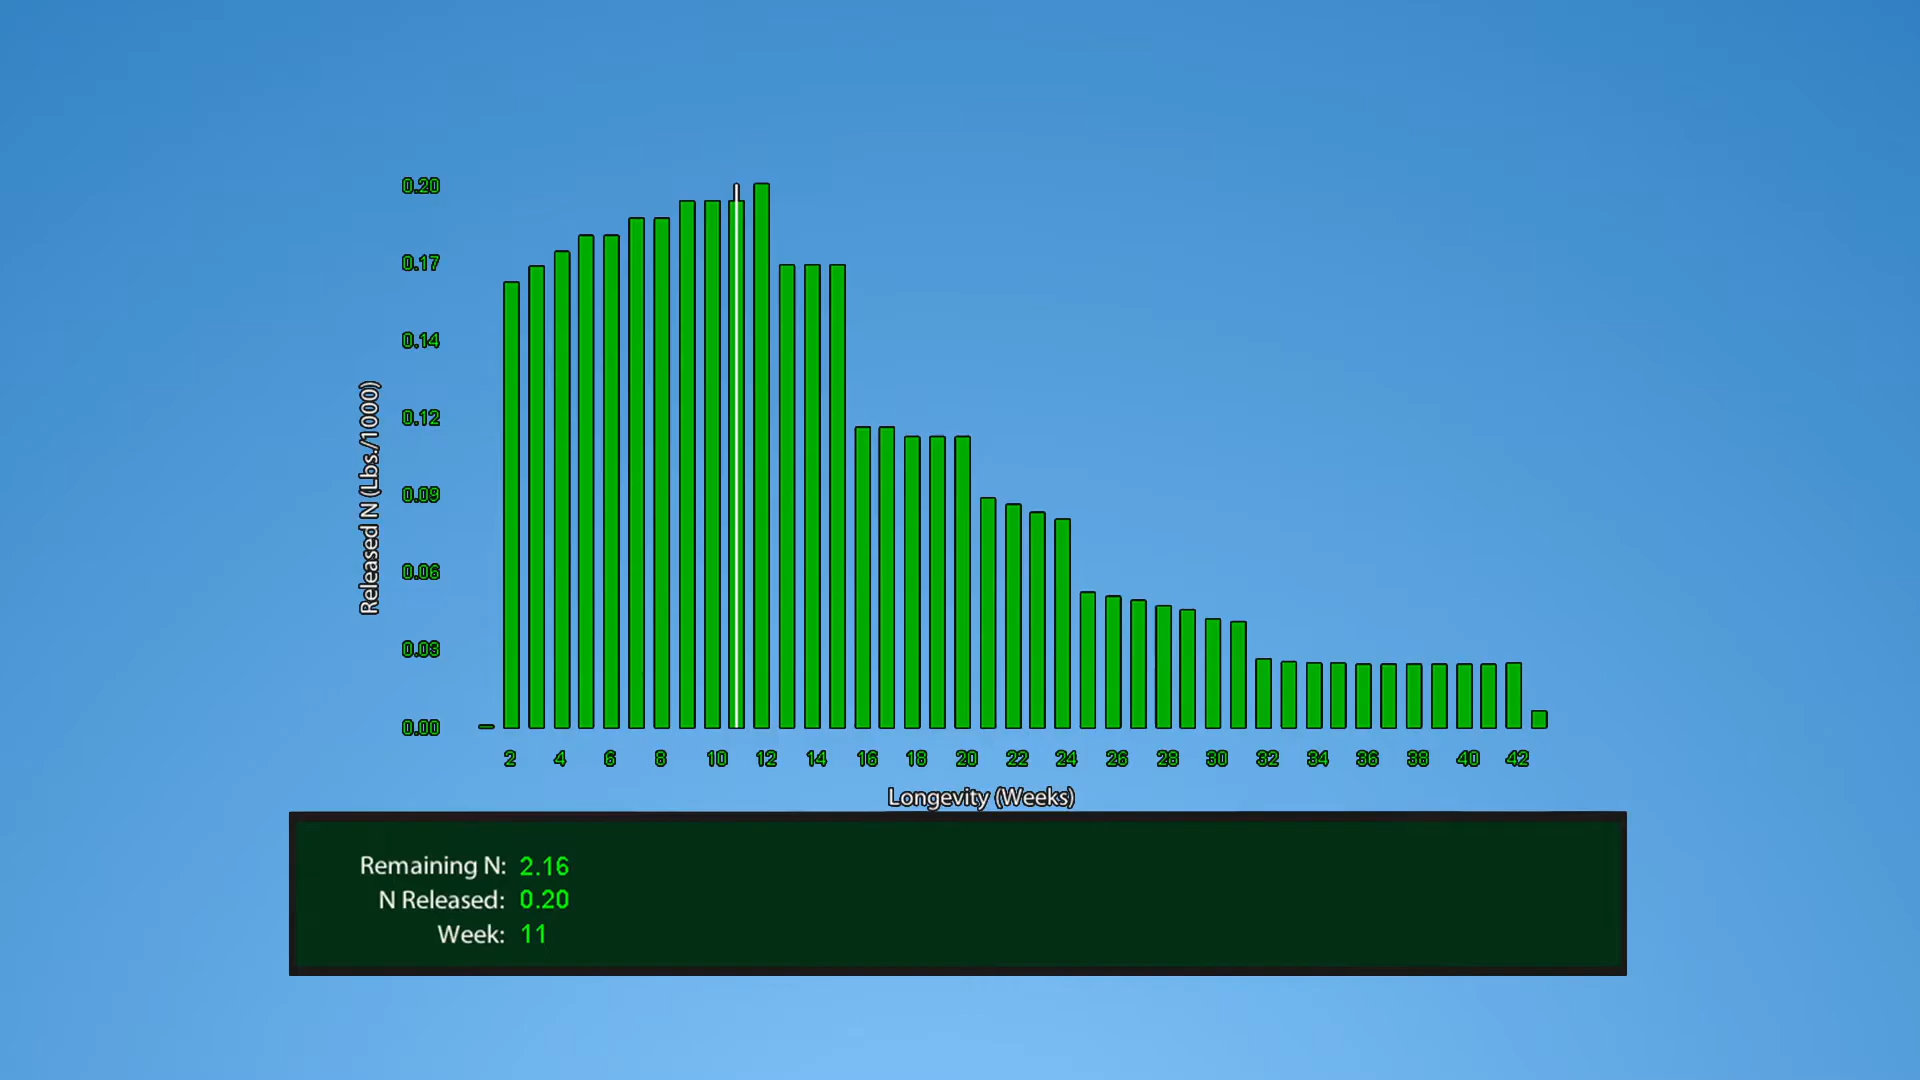 0.20
0.17
0.14
0.12
0.09
0.06
0.03
0.00
Released N (Lbs./1000)
2 4 6 8 10 12 14 16 18 20 22 24 26 28 30 32 34 36 38 40 42
Longevity (Weeks)
Remaining N: 2.16
N Released: 0.20
Week: 11